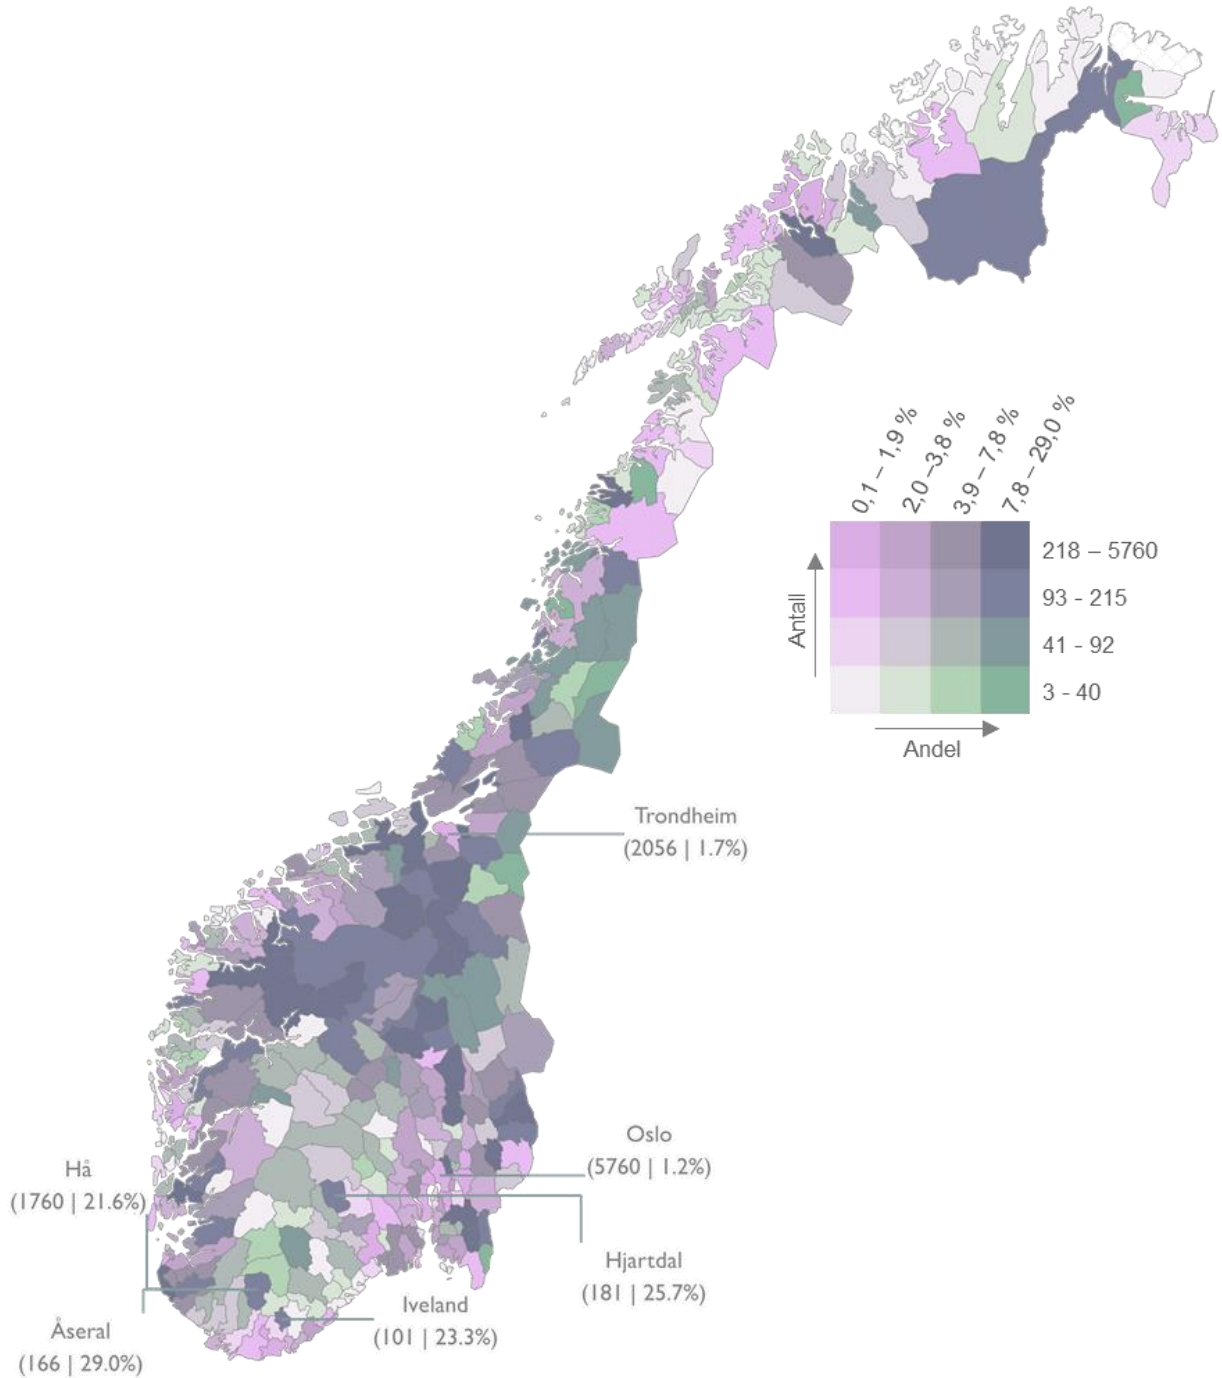 0,1 – 1,9 %
2,0 –3,8 %
3,9 – 7,8 %
7,8 – 29,0 %
218 – 5760
93 - 215
41 - 92
3 - 40
Antall
Andel
Trondheim
(2056 | 1.7%)
Oslo
(5760 | 1.2%)
Hå
(1760 | 21.6%)
Hjartdal
(181 | 25.7%)
Iveland
(101 | 23.3%)
Åseral
(166 | 29.0%)